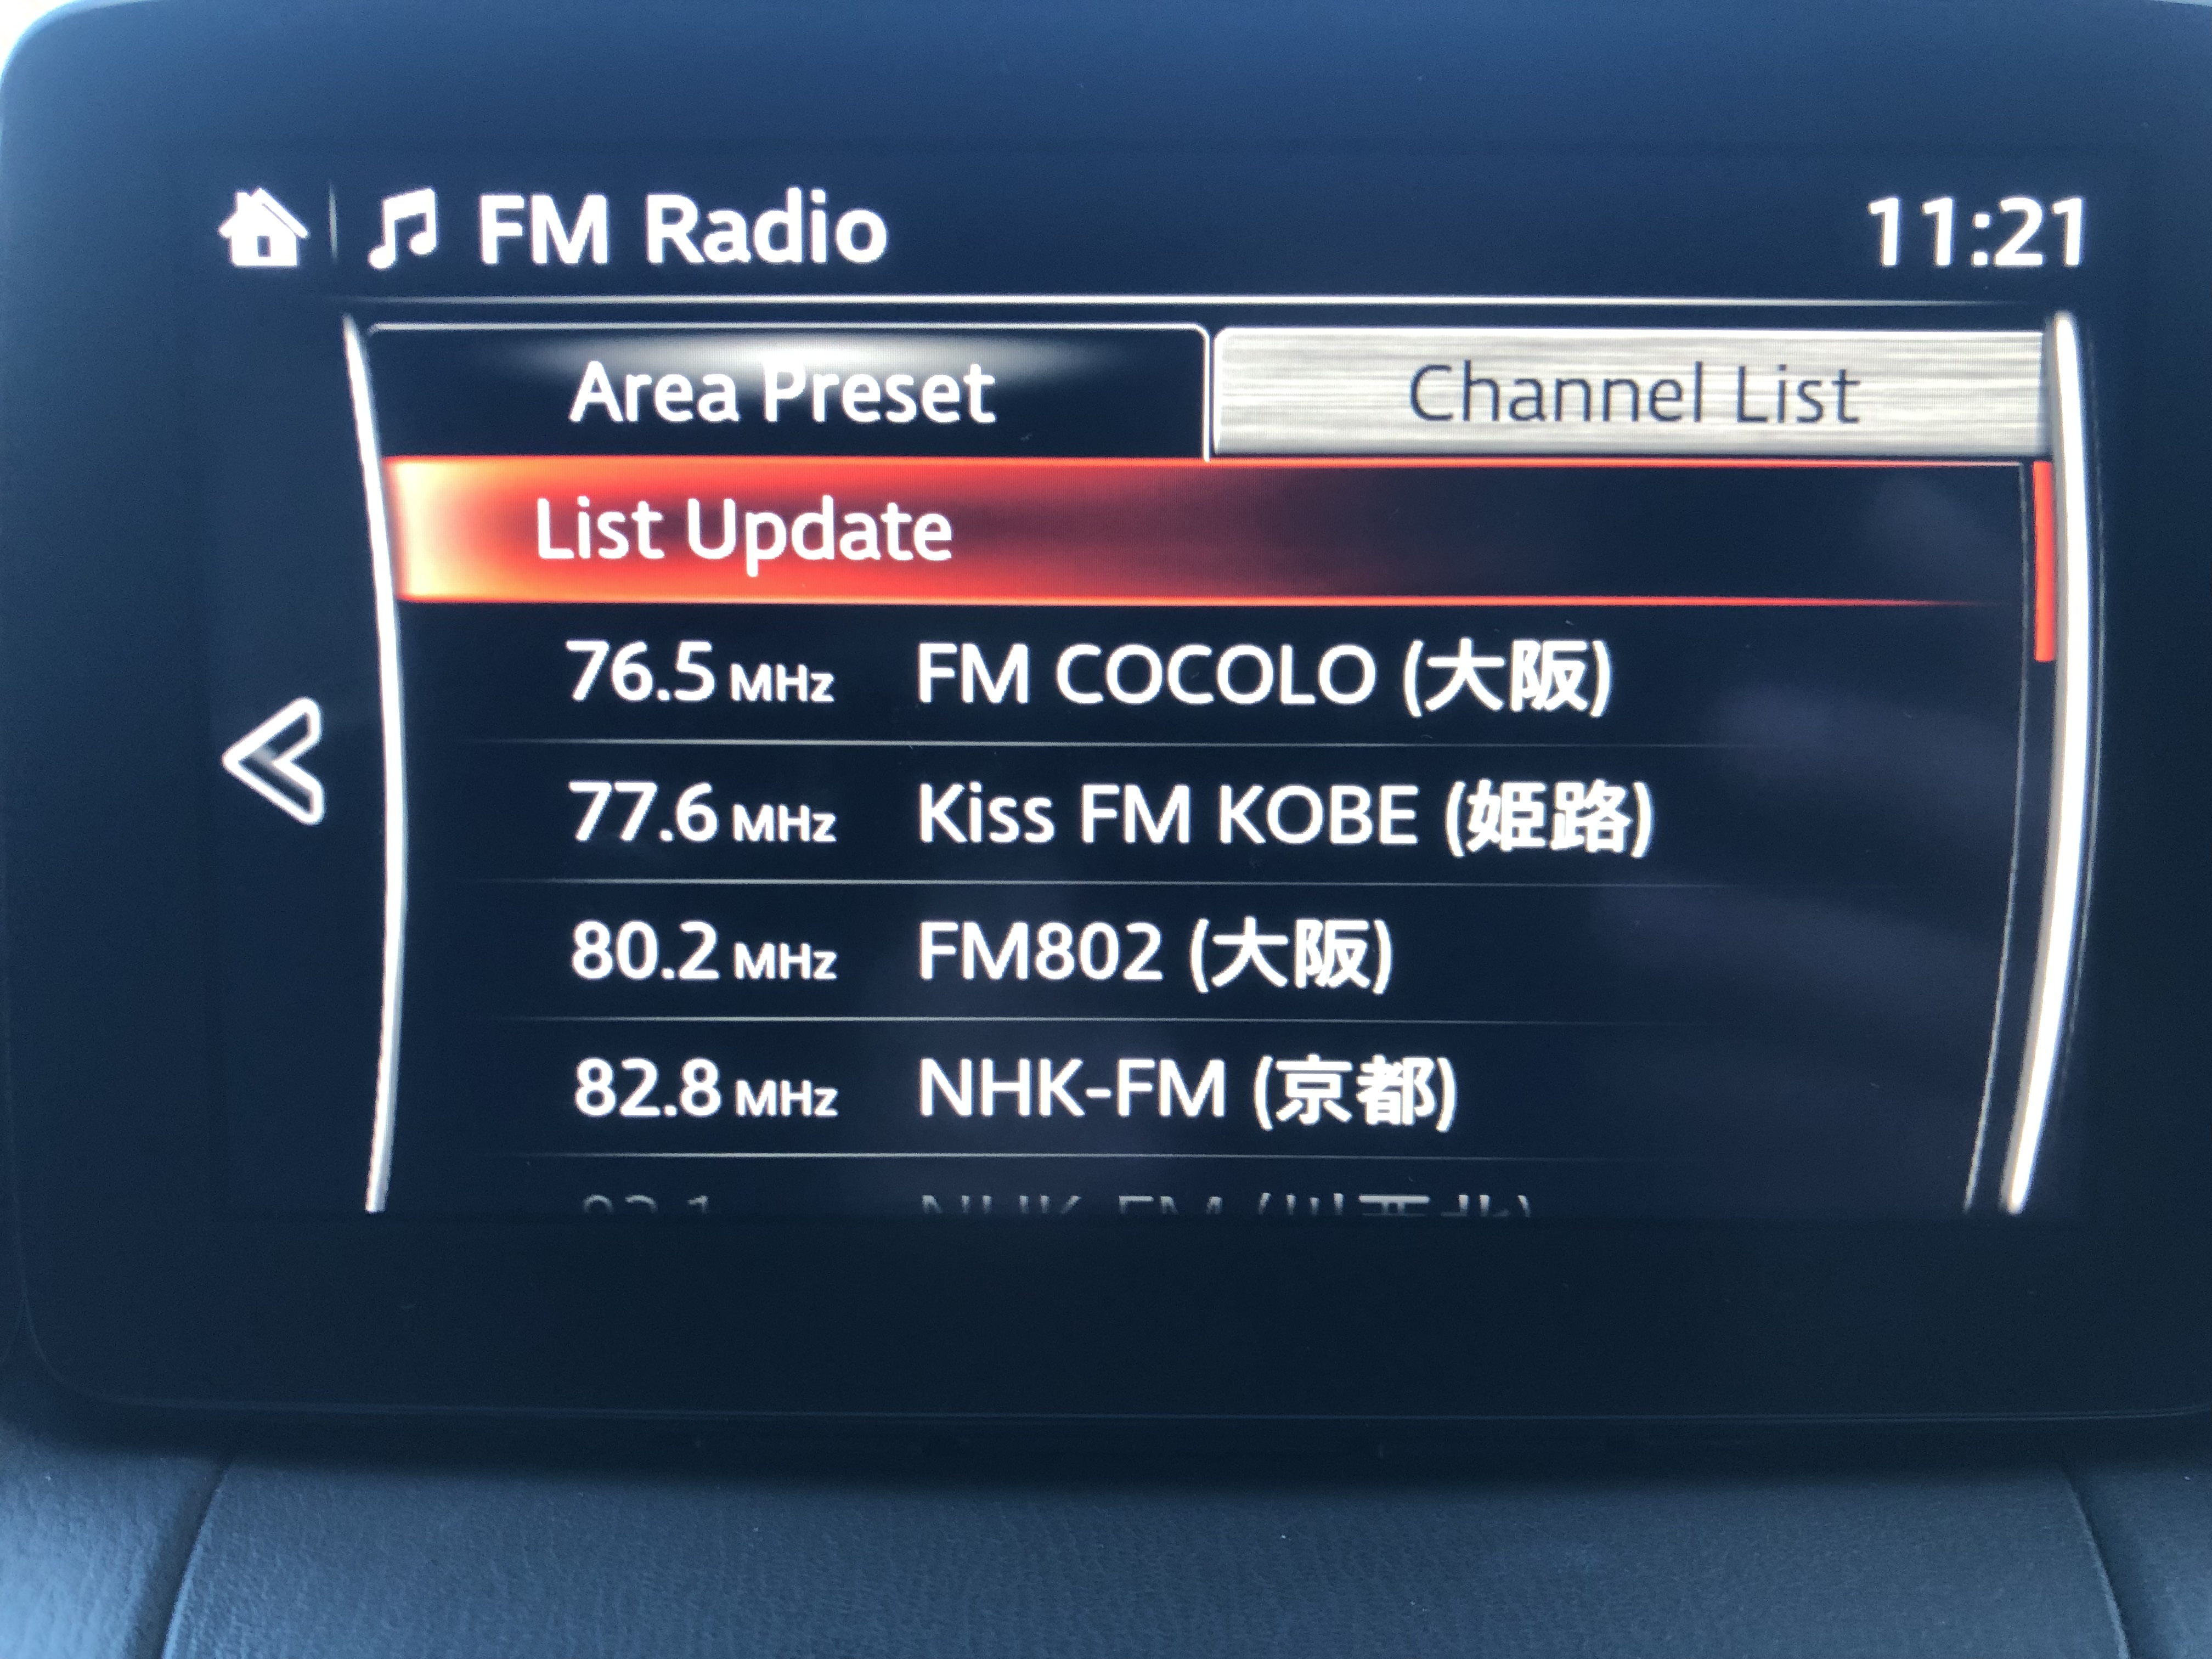 FM Radio
11:21
Area Preset
Channel List
List Update
76.5 MHz FM COCOLO (大阪)
77.6 MHz Kiss FM KOBE (姫路)
80.2 MHz FM802 (大阪)
82.8 MHz NHK-FM (京都)
NHK-FM